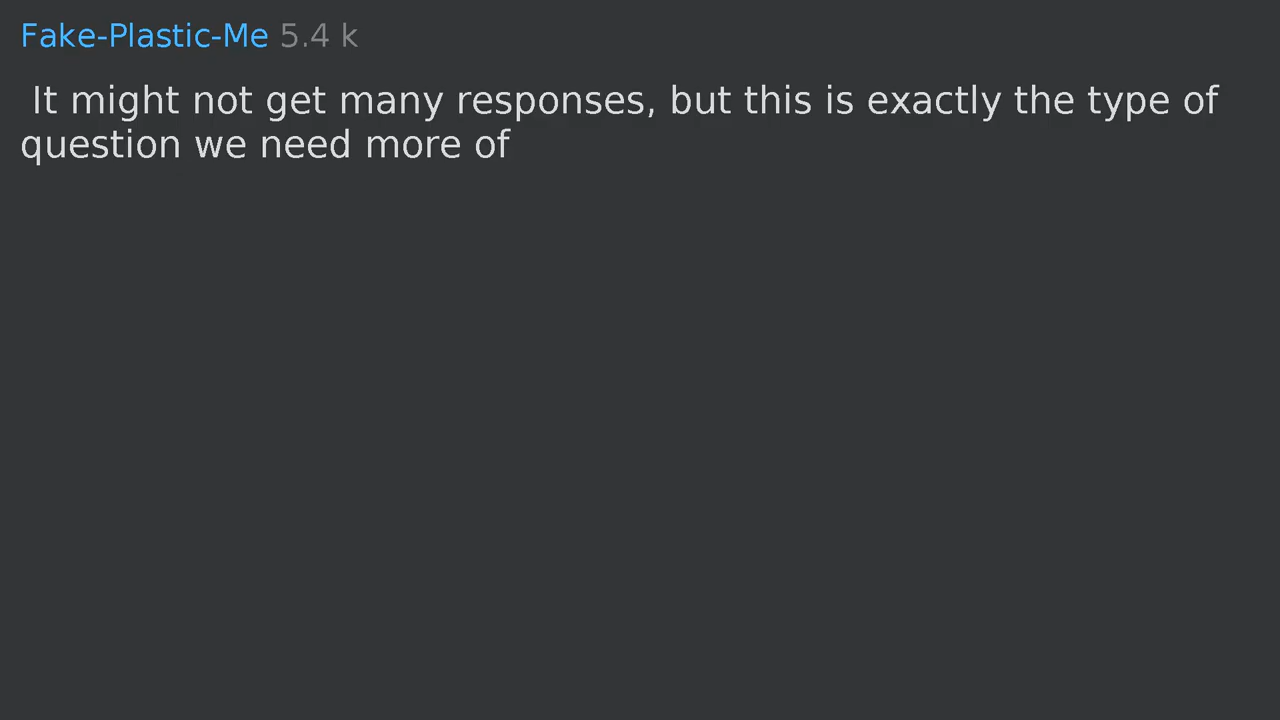 Fake-Plastic-Me 5.4 k
It might not get many responses, but this is exactly the type of
question we need more of